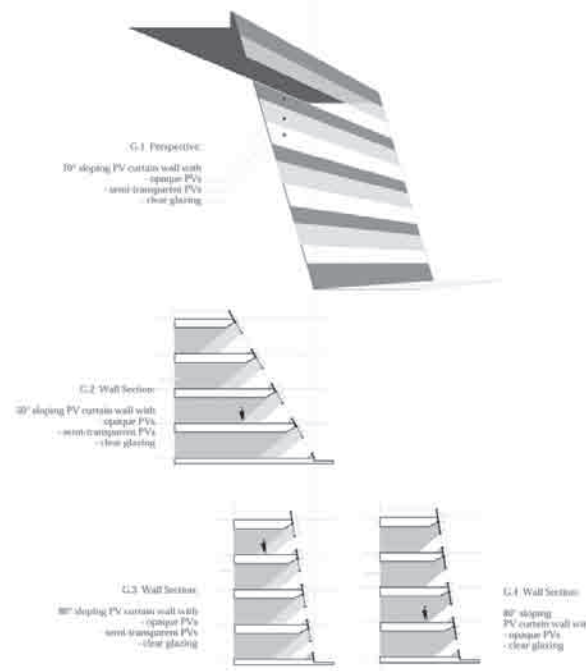 G.1 Perspective:
sloping PV curtain wall with
- opaque PVs
- semi-transparent PVs
- clear glazing
G.2 Wall Section:
sloping PV curtain wall with
opaque PVs
- semi-transparent PVs
- clear glazing
G.3 Wall Section:
80° sloping PV curtain wall with
- opaque PVs
semi-transparent PVs
- clear glazing
G.4 Wall Section:
80° sloping
PV curtain wall
- opaque PVs
- clear glazing